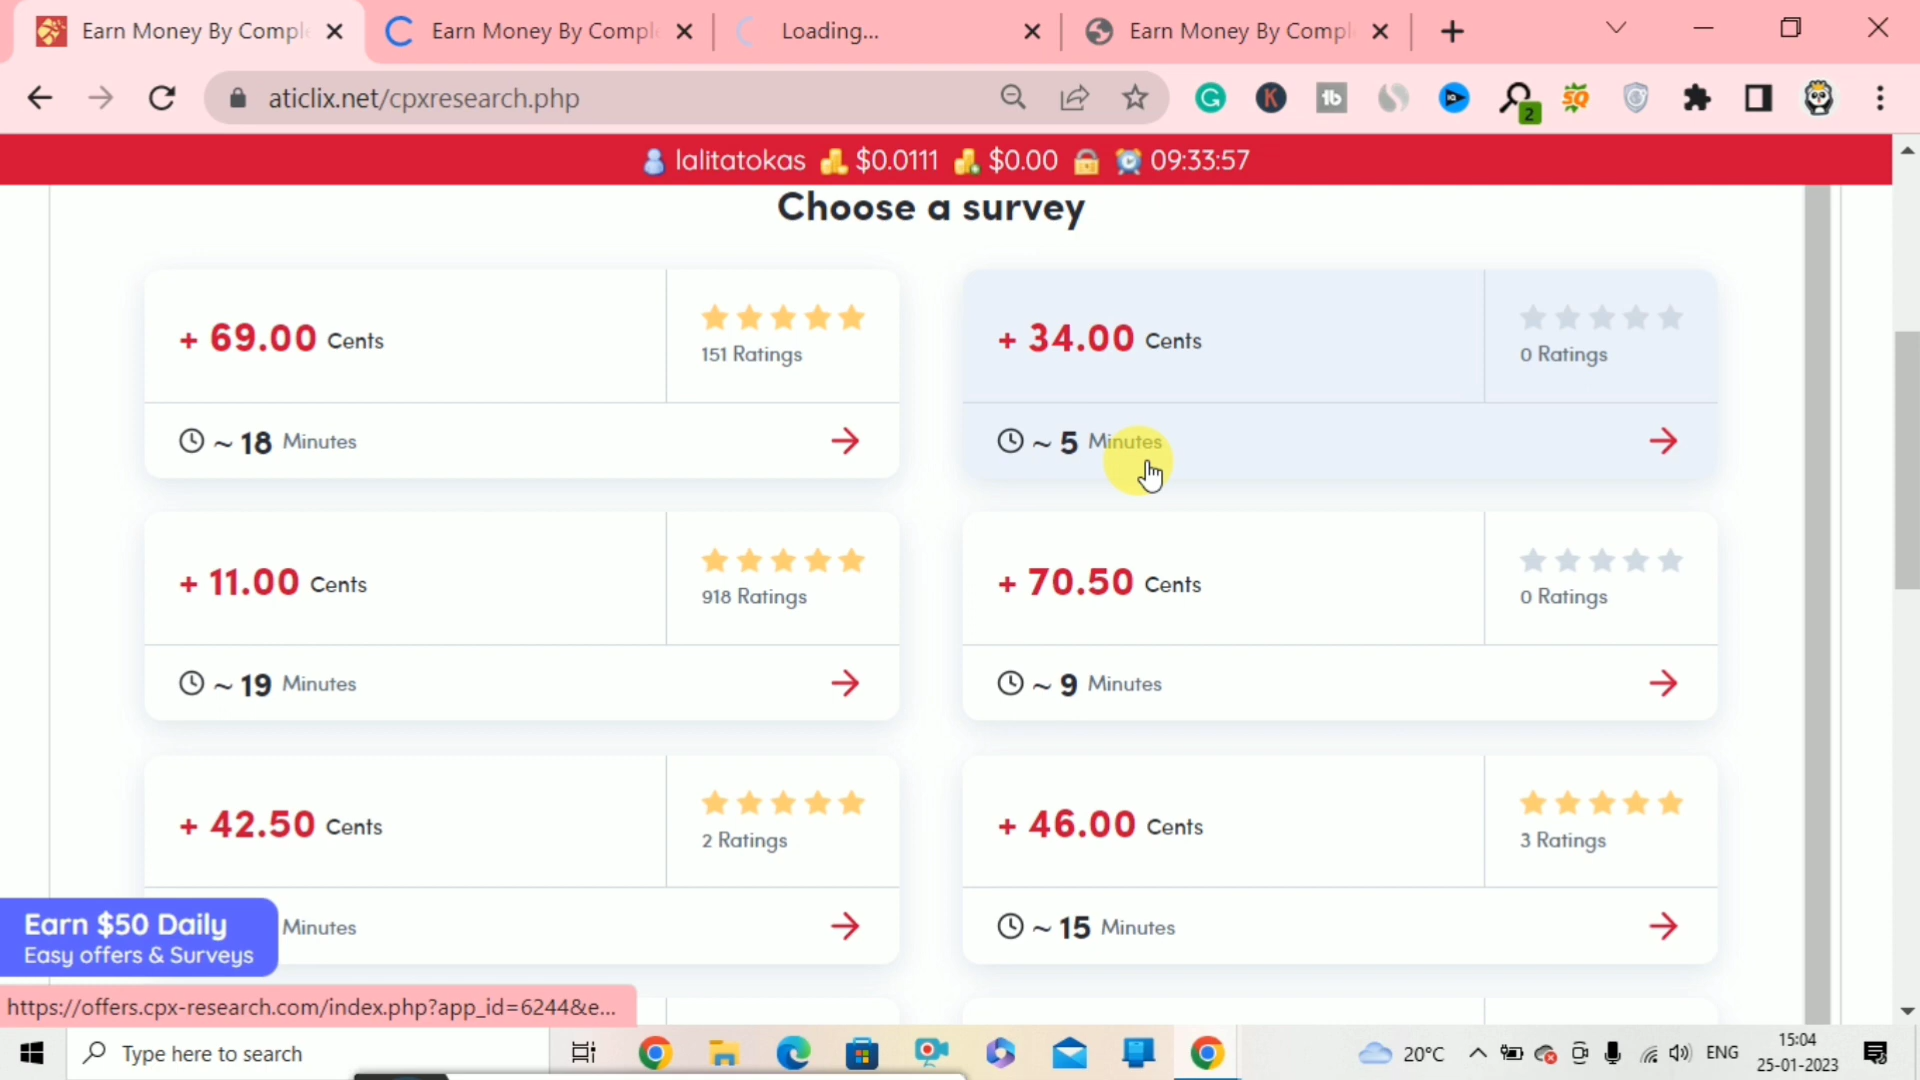 Earn Money By Compl
Earn Money By Compl
Loading...
Earn Money By Compl
aticlix.net/cpxresearch.php
2
lalitatokas $0.0111 $0.00 09:33:57
Choose a survey
+ 69.00 Cents
151 Ratings
~ 18 Minutes
+ 34.00 Cents
0 Ratings
~ 5 Minutes
+ 11.00 Cents
918 Ratings
~ 19 Minutes
+ 70.50 Cents
0 Ratings
~ 9 Minutes
+ 42.50 Cents
2 Ratings
Minutes
+ 46.00 Cents
3 Ratings
~ 15 Minutes
Earn $50 Daily
Easy offers & Surveys
https://offers.cpx-research.com/index.php?app_id=6244&e...
Type here to search
20°C
ENG
15:04
25-01-2023